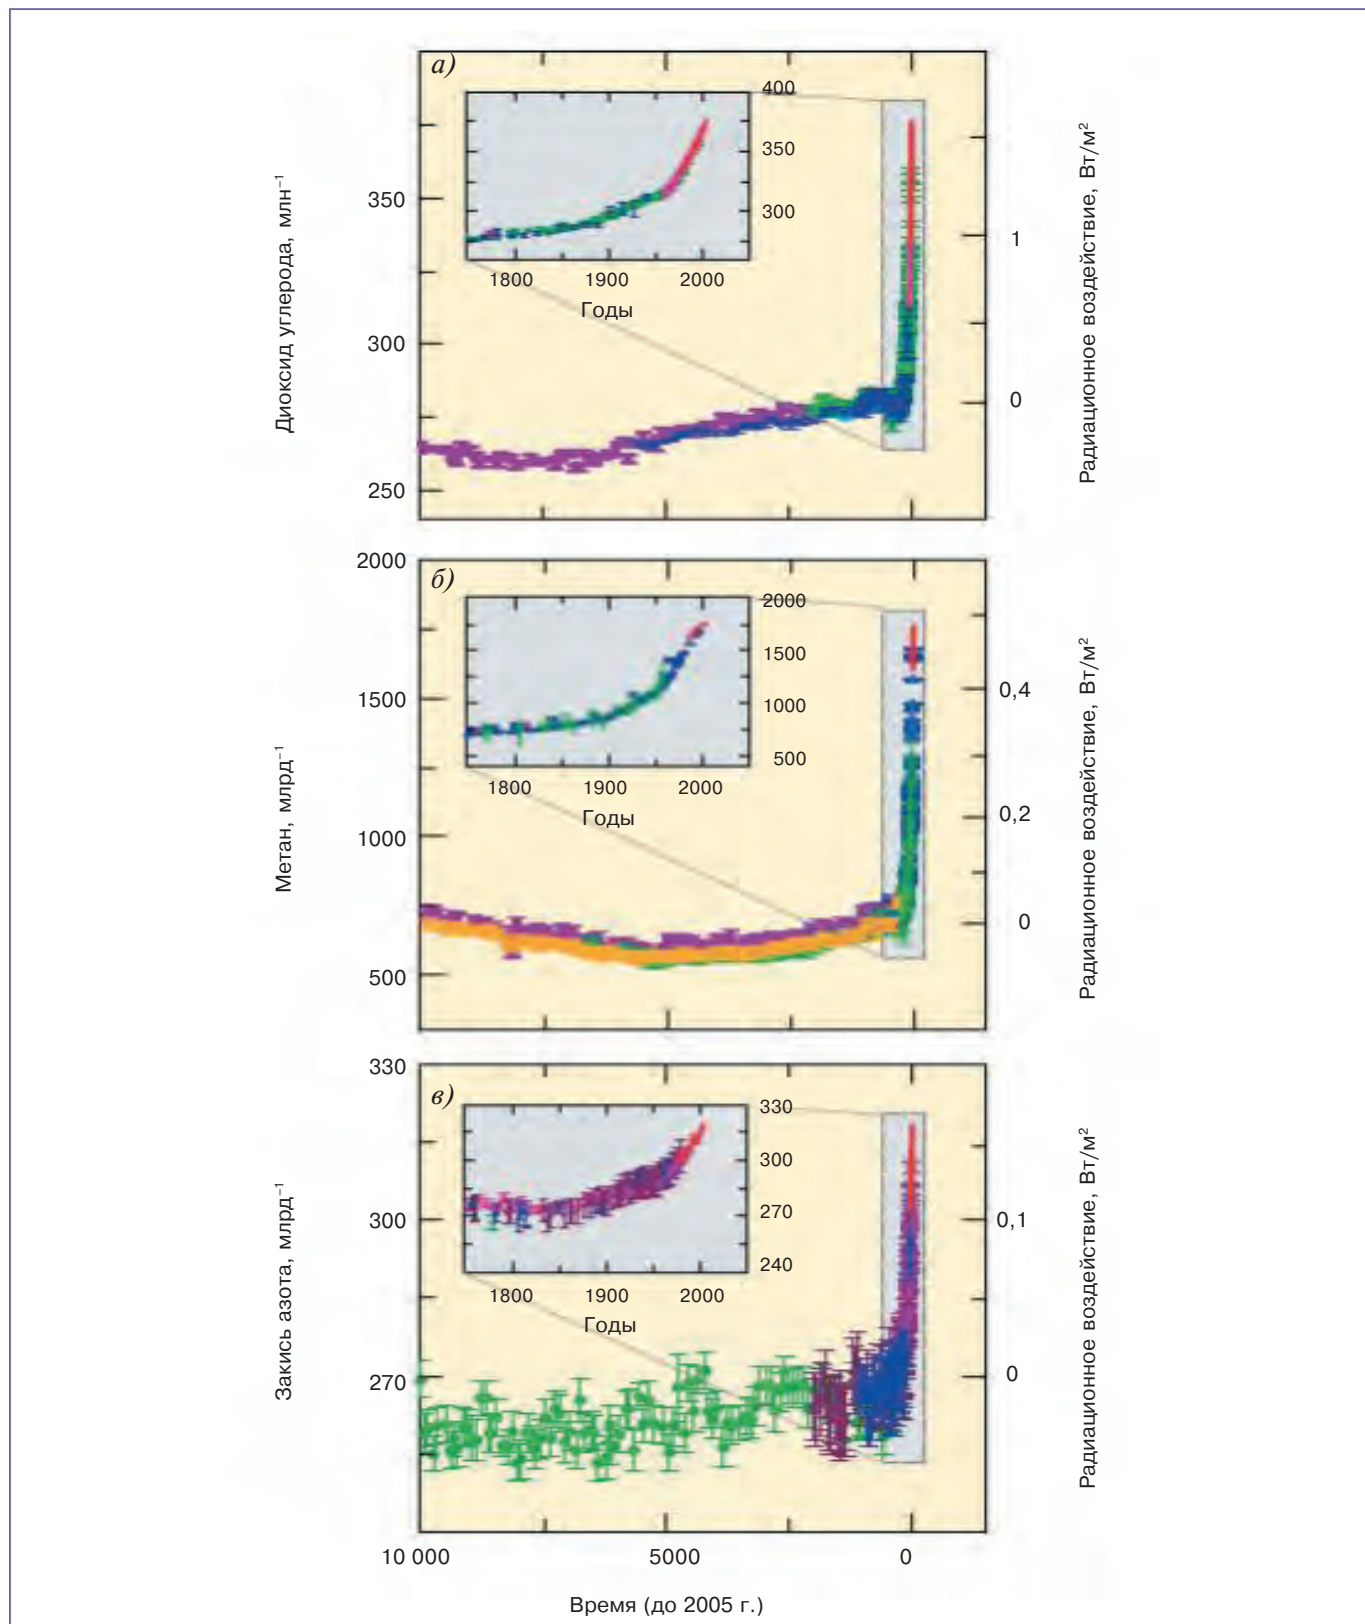 а)
Диоксид углерода, млн⁻¹
350
300
250
400
350
300
1800 1900 2000
Годы
1
0
Радиационное воздействие, Вт/м²
б)
Метан, млрд⁻¹
2000
1500
1000
500
2000
1500
1000
500
1800 1900 2000
Годы
0,4
0,2
0
Радиационное воздействие, Вт/м²
в)
Закись азота, млрд⁻¹
330
300
270
330
300
270
240
1800 1900 2000
Годы
0,1
0
Радиационное воздействие, Вт/м²
10 000 5000 0
Время (до 2005 г.)